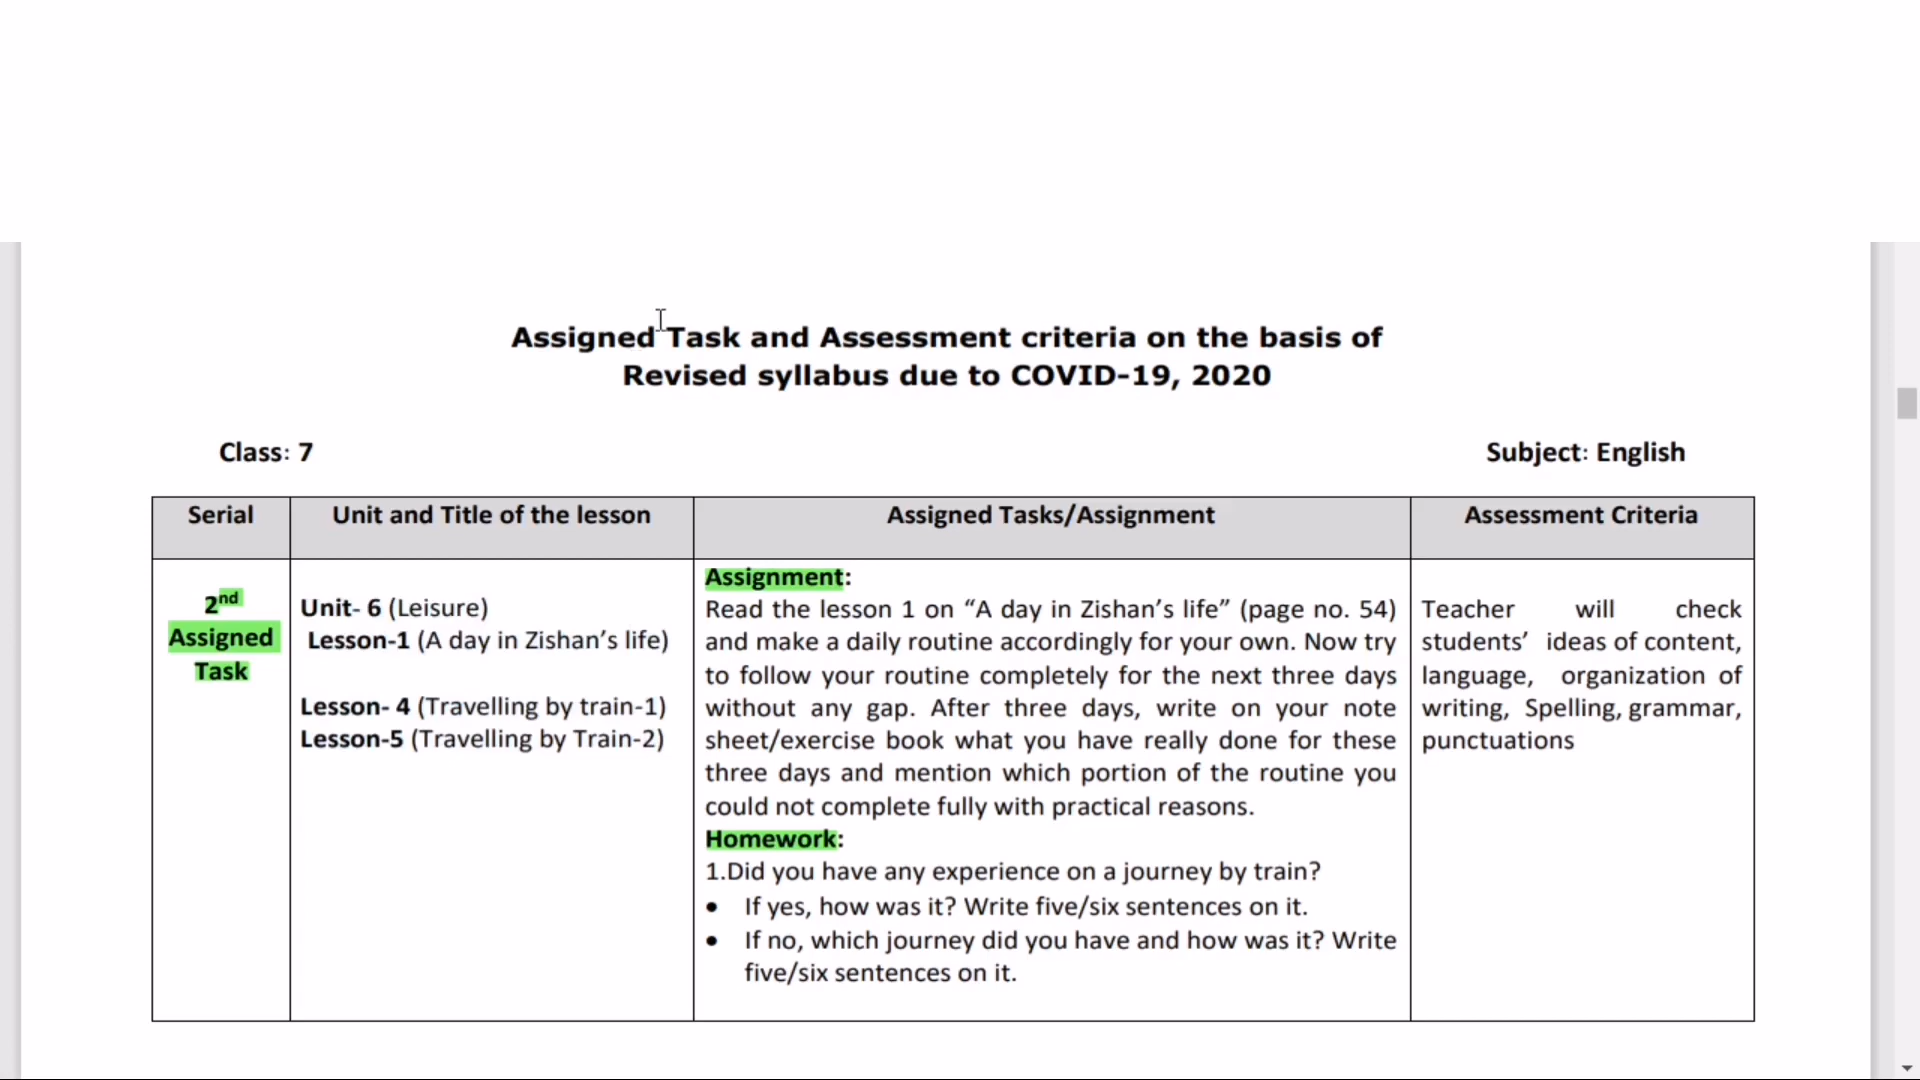 Assigned Task and Assessment criteria on the basis of
Revised syllabus due to COVID-19, 2020
Class: 7
Subject: English
Serial
Unit and Title of the lesson
Assigned Tasks/Assignment
Assessment Criteria
2nd
Assigned
Task
Unit- 6 (Leisure)
Lesson-1 (A day in Zishan’s life)
Lesson- 4 (Travelling by train-1)
Lesson-5 (Travelling by Train-2)
Assignment:
Read the lesson 1 on “A day in Zishan’s life” (page no. 54)
and make a daily routine accordingly for your own. Now try
to follow your routine completely for the next three days
without any gap. After three days, write on your note
sheet/exercise book what you have really done for these
three days and mention which portion of the routine you
could not complete fully with practical reasons.
Homework:
1.Did you have any experience on a journey by train?
• If yes, how was it? Write five/six sentences on it.
• If no, which journey did you have and how was it? Write
five/six sentences on it.
Teacher will check
students’ ideas of content,
language, organization of
writing, Spelling, grammar,
punctuations